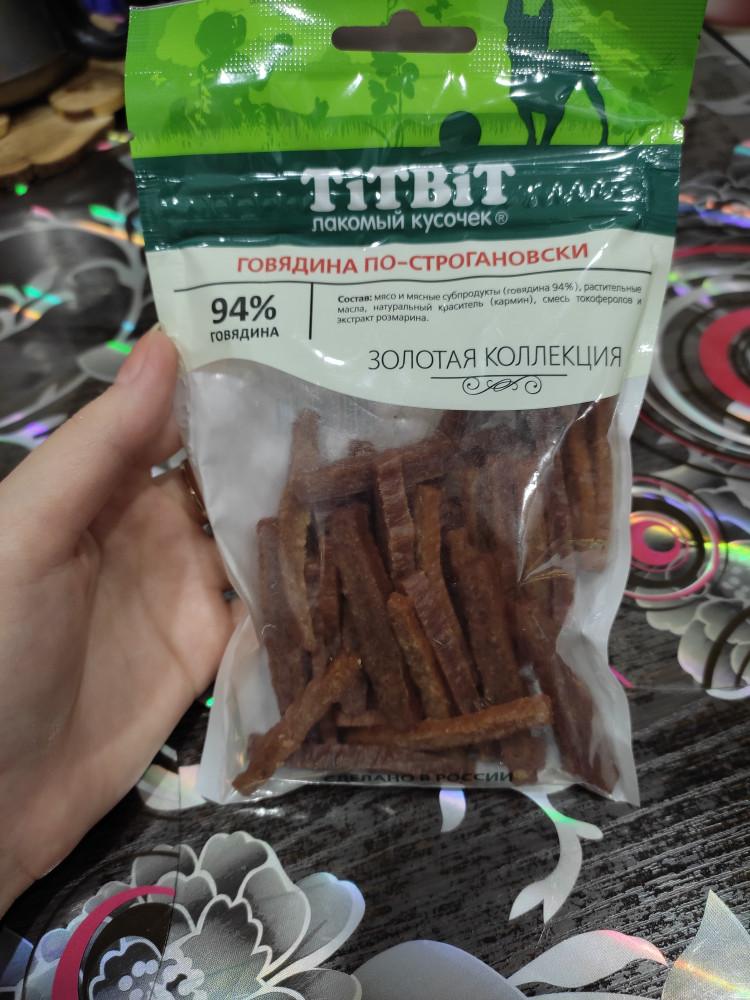 TiTBiT
лакомый кусочек®
ГОВЯДИНА ПО-СТРОГАНОВСКИ
94%
ГОВЯДИНА
Состав: мясо и мясные субпродукты (говядина 94%), растительные
масла, натуральный краситель (кармин), смесь токоферолов и
экстракт розмарина.
ЗОЛОТАЯ КОЛЛЕКЦИЯ
СДЕЛАНО В РОССИИ